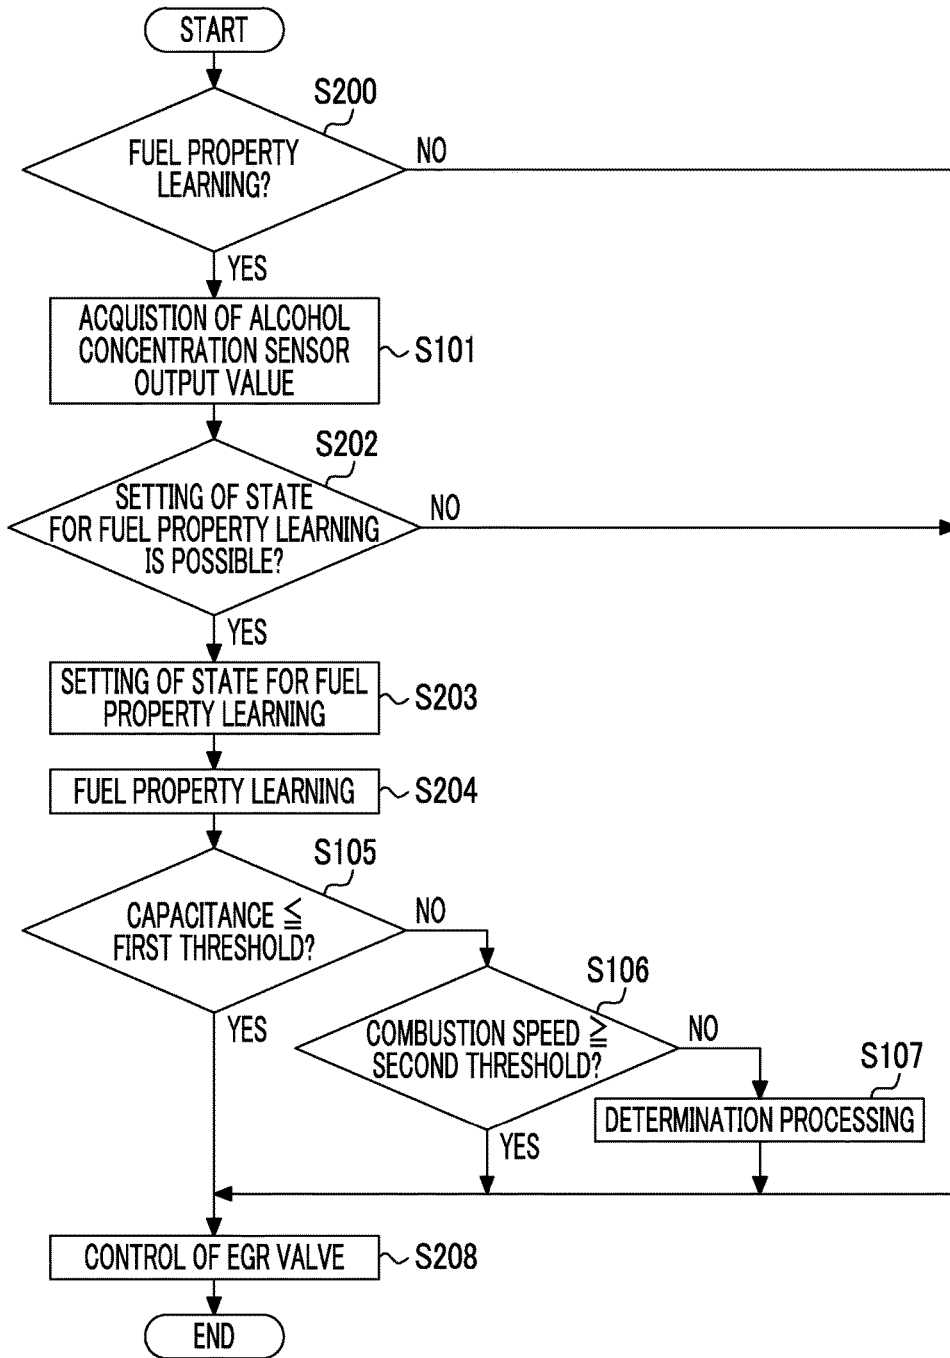 START
S200
FUEL PROPERTY
LEARNING?
NO
YES
ACQUISTION OF ALCOHOL
CONCENTRATION SENSOR
OUTPUT VALUE
S101
S202
SETTING OF STATE
FOR FUEL PROPERTY LEARNING
IS POSSIBLE?
NO
YES
SETTING OF STATE FOR FUEL
PROPERTY LEARNING
S203
FUEL PROPERTY LEARNING
S204
S105
CAPACITANCE ≦
FIRST THRESHOLD?
NO
YES
S106
COMBUSTION SPEED ≧
SECOND THRESHOLD?
NO
YES
S107
DETERMINATION PROCESSING
CONTROL OF EGR VALVE
S208
END